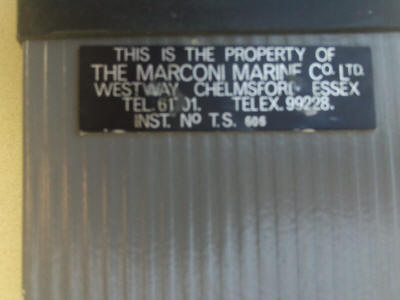 THIS IS THE PROPERTY OF
THE MARCONI MARINE CO. LTD.
WESTWAY CHELMSFORD ESSEX
TEL. TELEX. 99228.
INST. NO T.S. 606